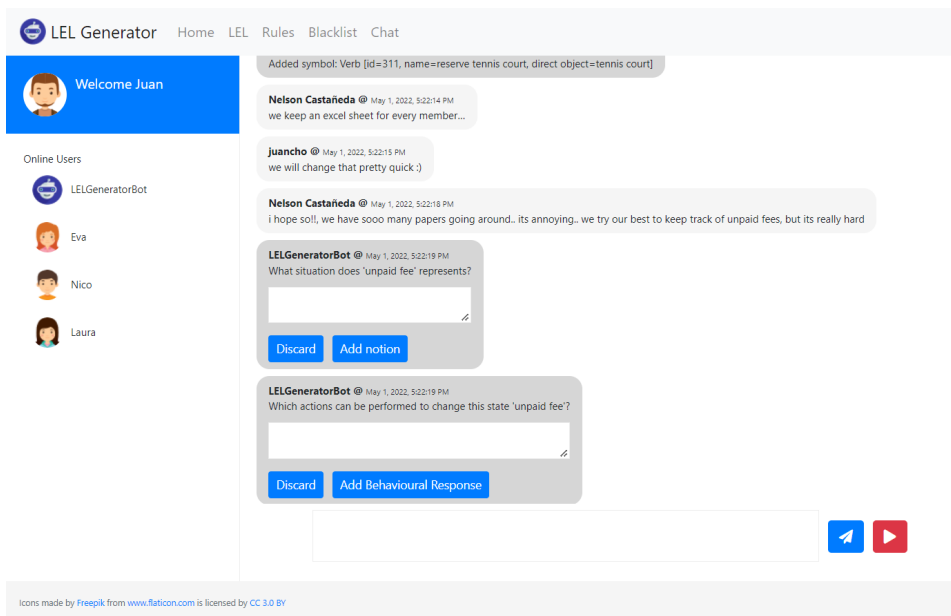 LEL Generator Home LEL Rules Blacklist Chat
Welcome Juan
Online Users
LELGeneratorBot
Eva
Nico
Laura
Added symbol: Verb [id=311, name=reserve tennis court, direct object=tennis court]
Nelson Castañeda @ May 1, 2022, 5:22:14 PM
we keep an excel sheet for every member...
juancho @ May 1, 2022, 5:22:15 PM
we will change that pretty quick :)
Nelson Castañeda @ May 1, 2022, 5:22:18 PM
i hope so!!, we have sooo many papers going around.. its annoying.. we try our best to keep track of unpaid fees, but its really hard
LELGeneratorBot @ May 1, 2022, 5:22:19 PM
What situation does 'unpaid fee' represents?
Discard Add notion
LELGeneratorBot @ May 1, 2022, 5:22:19 PM
Which actions can be performed to change this state 'unpaid fee'?
Discard Add Behavioural Response
Icons made by Freepik from www.flaticon.com is licensed by CC 3.0 BY